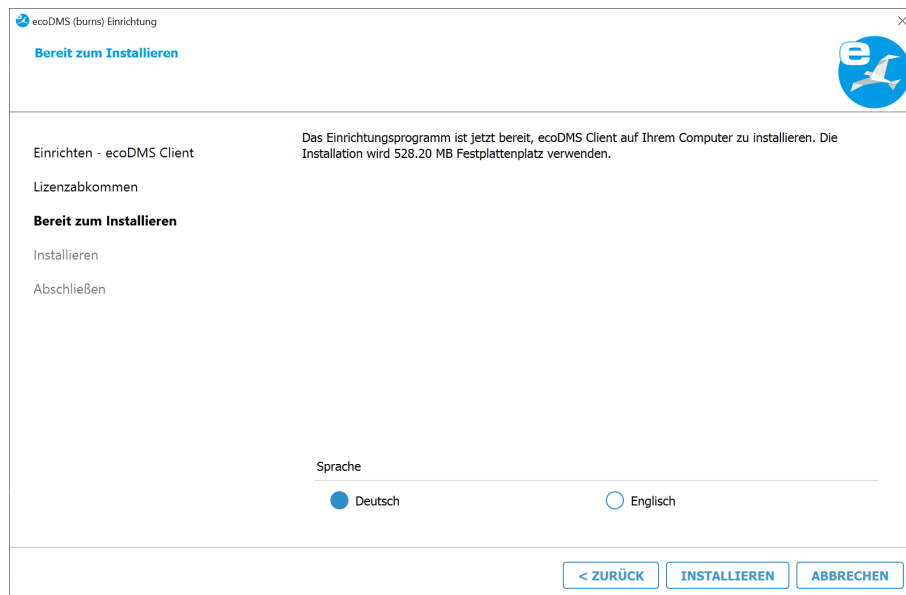 ecoDMS (burns) Einrichtung
Bereit zum Installieren
e
Einrichten - ecoDMS Client
Lizenzabkommen
Bereit zum Installieren
Installieren
Abschließen
Das Einrichtungsprogramm ist jetzt bereit, ecoDMS Client auf Ihrem Computer zu installieren. Die
Installation wird 528.20 MB Festplattenplatz verwenden.
Sprache
Deutsch
Englisch
< ZURÜCK
INSTALLIEREN
ABBRECHEN